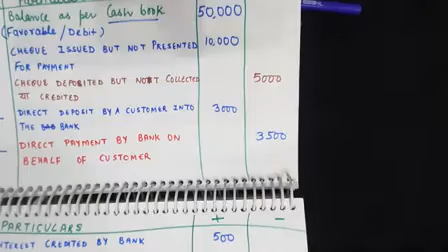 Balance as per Cash book 50,000
(Favorable / Debit)
CHEQUE ISSUED BUT NOT PRESENTED 10,000
FOR PAYMENT
CHEQUE DEPOSITED BUT NOT COLLECTED 5000
या CREDITED
DIRECT DEPOSIT BY A CUSTOMER INTO 3000
THE BANK
DIRECT PAYMENT BY BANK ON 3500
BEHALF OF CUSTOMER
PARTICULARS + -
INTEREST CREDITED BY BANK 500